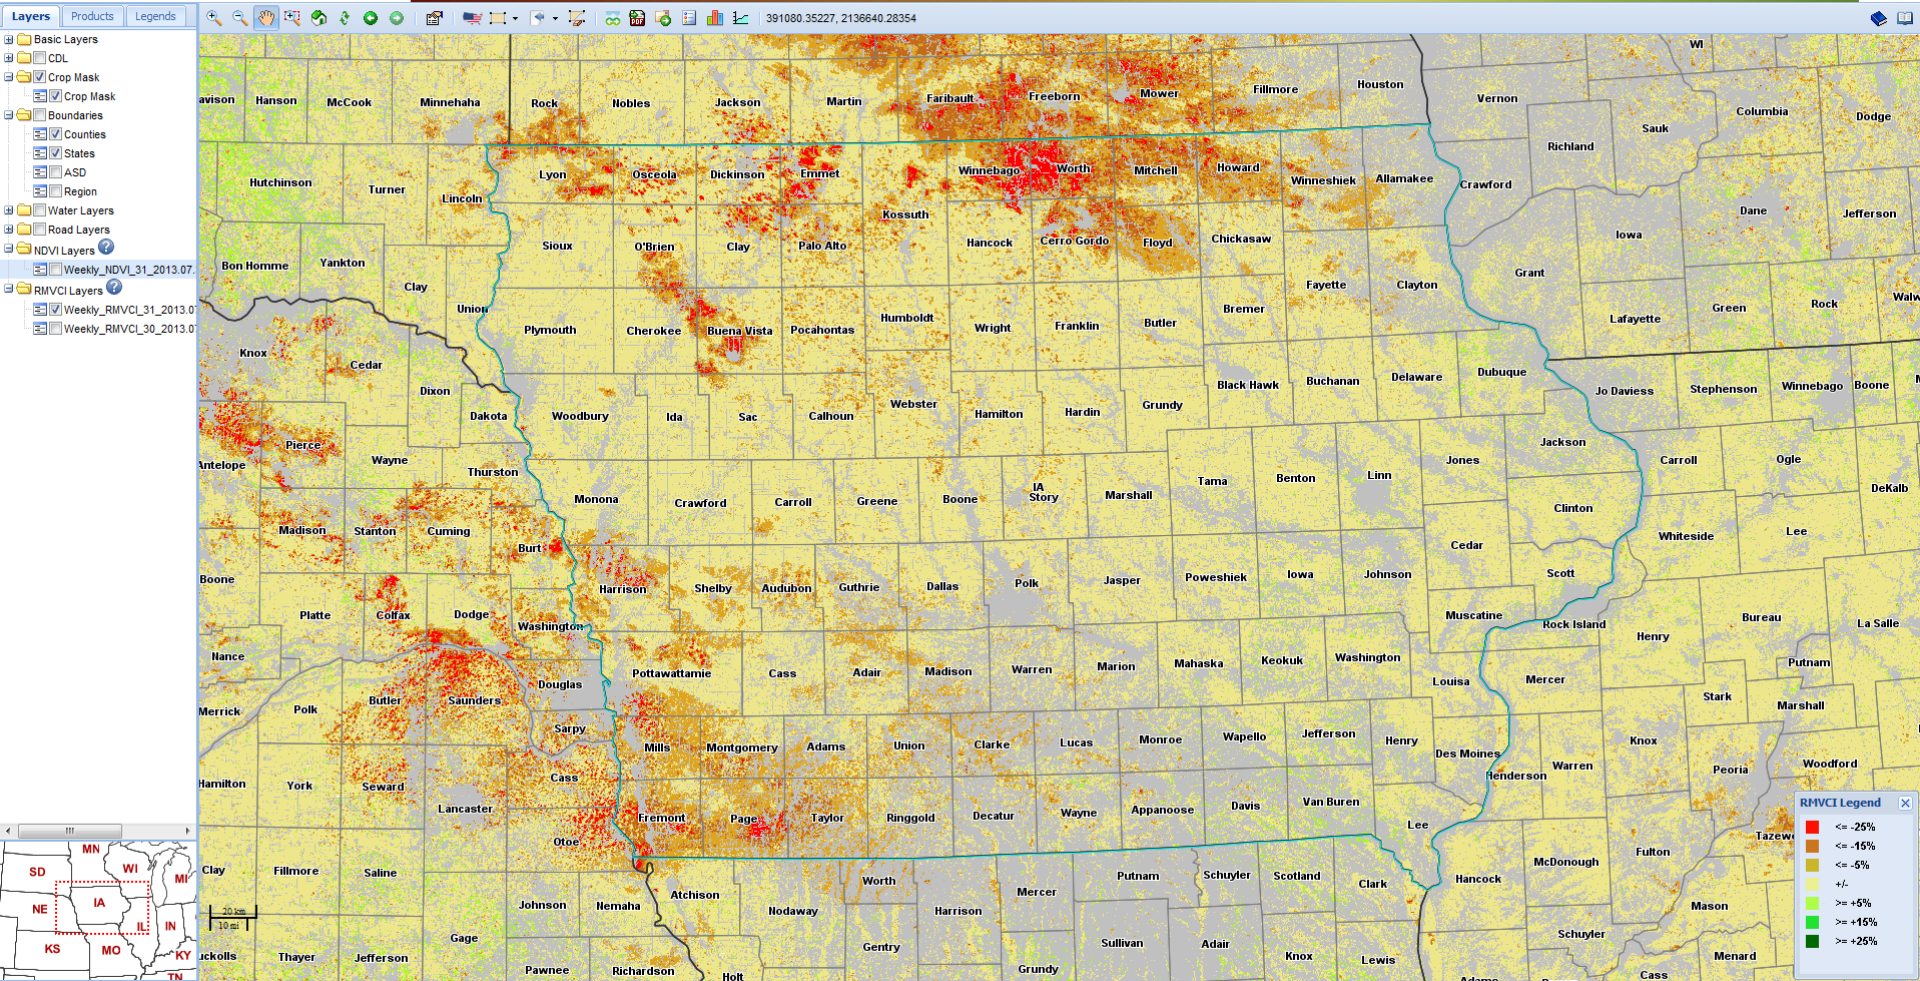 Layers
Products
Legends
391080.35227, 2136640.28354
Basic Layers
CDL
Crop Mask
Crop Mask
Boundaries
Counties
States
ASD
Region
Water Layers
Road Layers
NDVI Layers ?
Weekly_NDVI_31_2013.07.
RMVCI Layers ?
Weekly_RMVCI_31_2013.07
Weekly_RMVCI_30_2013.07
MN
SD
WI
MI
NE
IA
IL
IN
KS
MO
KY
TN
WI
avison
Hanson
McCook
Minnehaha
Rock
Nobles
Jackson
Martin
Faribault
Freeborn
Mower
Fillmore
Houston
Vernon
Columbia
Dodge
Sauk
Richland
Hutchinson
Turner
Lincoln
Lyon
Osceola
Dickinson
Emmet
Winnebago
Worth
Mitchell
Howard
Winneshiek
Allamakee
Crawford
Dane
Jefferson
Iowa
Kossuth
Bon Homme
Yankton
Clay
Union
Sioux
O'Brien
Clay
Palo Alto
Hancock
Cerro Gordo
Floyd
Chickasaw
Fayette
Clayton
Grant
Green
Rock
Walw
Lafayette
Plymouth
Cherokee
Buena Vista
Pocahontas
Humboldt
Wright
Franklin
Butler
Bremer
Knox
Cedar
Dixon
Dakota
Woodbury
Ida
Sac
Calhoun
Webster
Hamilton
Hardin
Grundy
Black Hawk
Buchanan
Delaware
Dubuque
Jo Daviess
Stephenson
Winnebago
Boone
Pierce
Antelope
Wayne
Thurston
Monona
Crawford
Carroll
Greene
Boone
IA
Story
Marshall
Tama
Benton
Linn
Jones
Jackson
Carroll
Ogle
DeKalb
Clinton
Whiteside
Lee
Madison
Stanton
Cuming
Burt
Cedar
Scott
Boone
Harrison
Shelby
Audubon
Guthrie
Dallas
Polk
Jasper
Poweshiek
Iowa
Johnson
Muscatine
Rock Island
Henry
Bureau
La Salle
Platte
Colfax
Dodge
Washington
Nance
Pottawattamie
Cass
Adair
Madison
Warren
Marion
Mahaska
Keokuk
Washington
Louisa
Mercer
Putnam
Stark
Marshall
Douglas
Butler
Saunders
Merrick
Polk
Sarpy
Mills
Montgomery
Adams
Union
Clarke
Lucas
Monroe
Wapello
Jefferson
Henry
Des Moines
Henderson
Warren
Knox
Peoria
Woodford
Hamilton
York
Seward
Cass
Lancaster
Otoe
Fremont
Page
Taylor
Ringgold
Decatur
Wayne
Appanoose
Davis
Van Buren
Lee
Tazew
McDonough
Fulton
Hancock
Clay
Fillmore
Saline
Atchison
Worth
Mercer
Putnam
Schuyler
Scotland
Clark
Mason
Johnson
Nemaha
Nodaway
Harrison
Gentry
Sullivan
Adair
Knox
Lewis
Schuyler
Menard
Gage
uckolls
Thayer
Jefferson
Pawnee
Richardson
Holt
Grundy
Adams
Cass
20 km
10 mi
RMVCI Legend
<= -25%
<= -15%
<= -5%
+/-
>= +5%
>= +15%
>= +25%